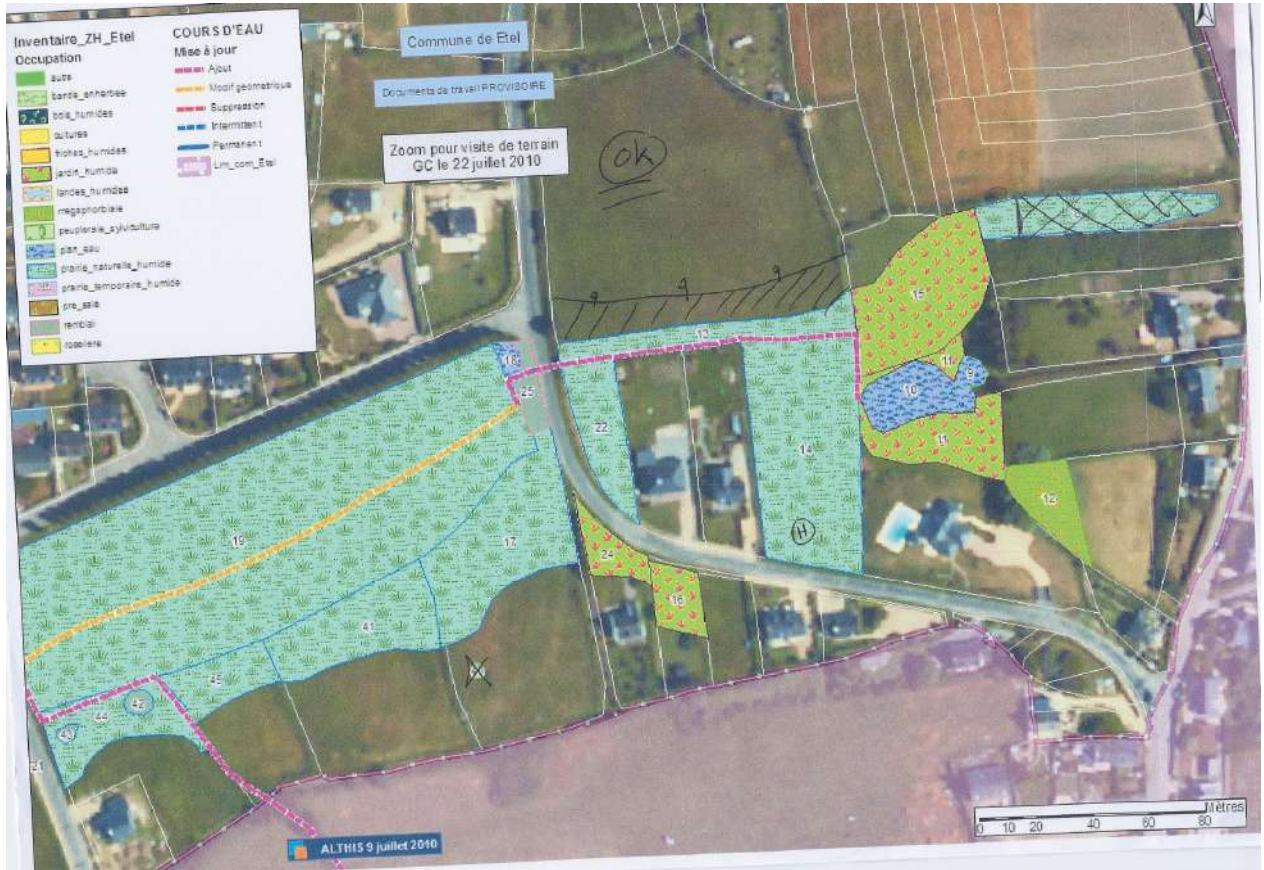 Inventaire_ZH_Etel
Occupation
autre
bande_enherbee
bois_humides
cultures
friches_humides
jardin_humide
landes_humides
megaphorbiaie
peupleraie_sylviculture
plan_eau
prairie_naturelle_humide
prairie_temporaire_humide
pre_sale
remblai
roseliere
COURS D'EAU
Mise à jour
Ajout
Modif geometrique
Suppression
Intermittent
Permanent
Lim_com_Etel
Commune de Etel
Documents de travail PROVISOIRE
Zoom pour visite de terrain
GC le 22 juillet 2010
OK
15
13
18
11
9
10
25
22
14
11
12
19
17
H
24
16
41
45
42
44
43
21
Mètres
0 10 20 40 60 80
ALTHIS 9 juillet 2010